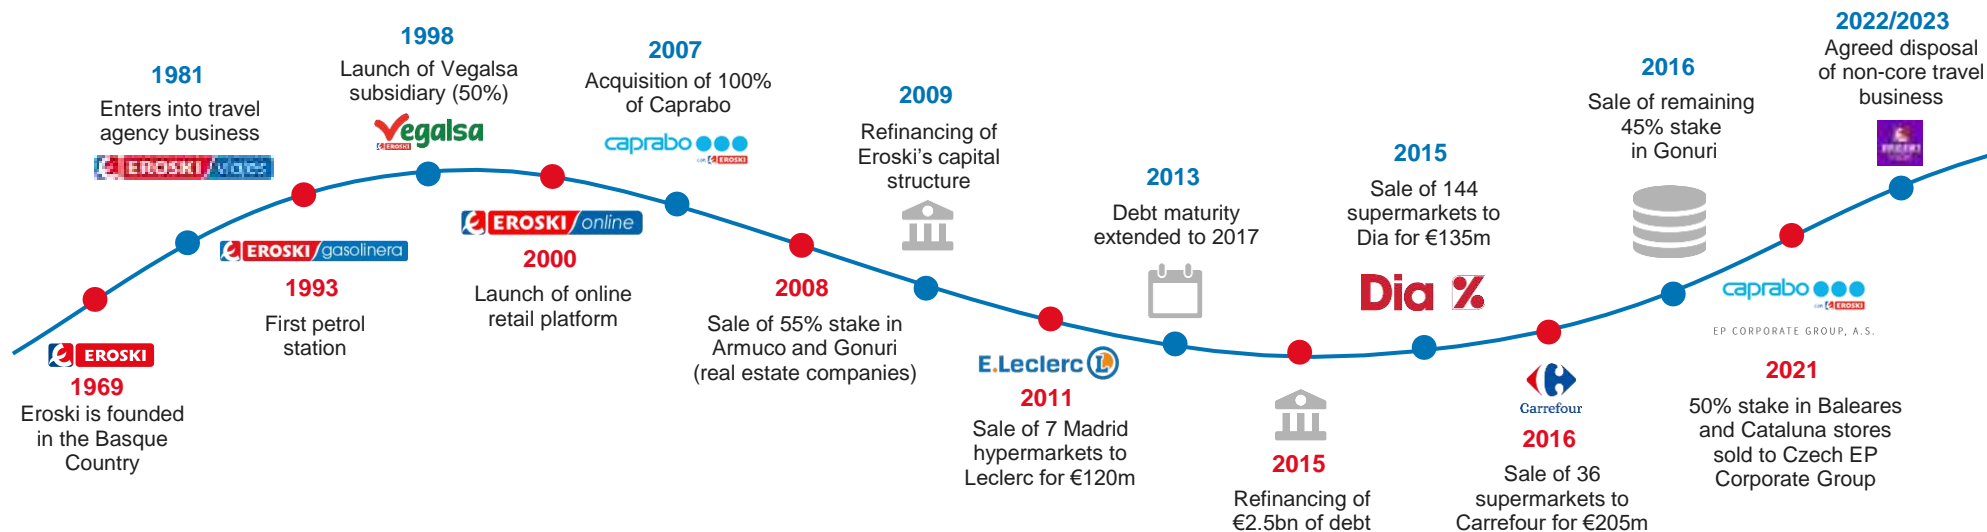 1969
EROSKI
Eroski is founded
in the Basque
Country
1981
Enters into travel
agency business
EROSKI/viajes
EROSKI/gasolinera
1993
First petrol
station
1998
Launch of Vegalsa
subsidiary (50%)
Vegalsa
EROSKI
EROSKI/online
2000
Launch of online
retail platform
2007
Acquisition of 100%
of Caprabo
caprabo
EROSKI
2008
Sale of 55% stake in
Armuco and Gonuri
(real estate companies)
2009
Refinancing of
Eroski’s capital
structure
E.Leclerc
2011
Sale of 7 Madrid
hypermarkets to
Leclerc for €120m
2013
Debt maturity
extended to 2017
2015
Refinancing of
€2.5bn of debt
2015
Sale of 144
supermarkets to
Dia for €135m
Dia %
Carrefour
2016
Sale of 36
supermarkets to
Carrefour for €205m
2016
Sale of remaining
45% stake
in Gonuri
caprabo
EROSKI
EP CORPORATE GROUP, A.S.
2021
50% stake in Baleares
and Cataluna stores
sold to Czech EP
Corporate Group
2022/2023
Agreed disposal
of non-core travel
business